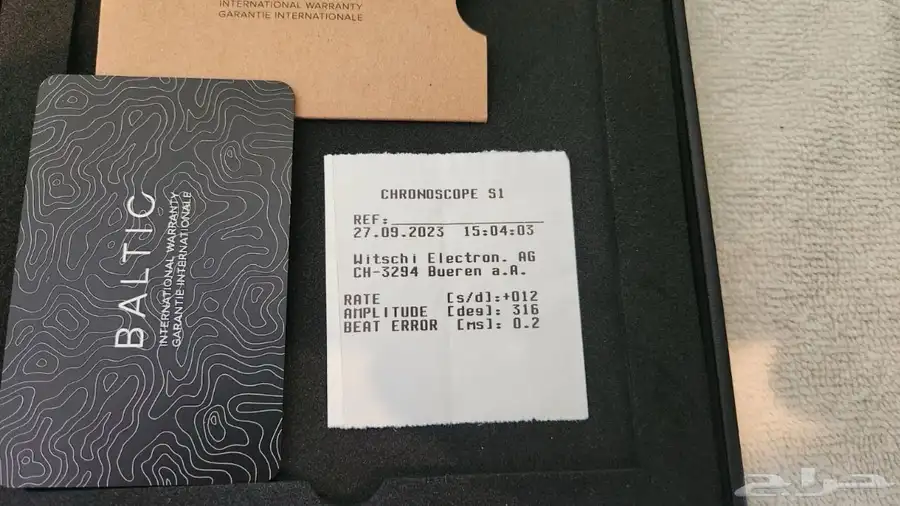 INTERNATIONAL WARRANTY
GARANTIE INTERNATIONALE
BALTIC
INTERNATIONAL WARRANTY
GARANTIE INTERNATIONALE
CHRONOSCOPE S1
REF:
27.09.2023 15:04:03
Witschi Electron. AG
CH-3294 Bueren a.A.
RATE [s/d]:+012
AMPLITUDE [deg]: 316
BEAT ERROR [ms]: 0.2
حراج